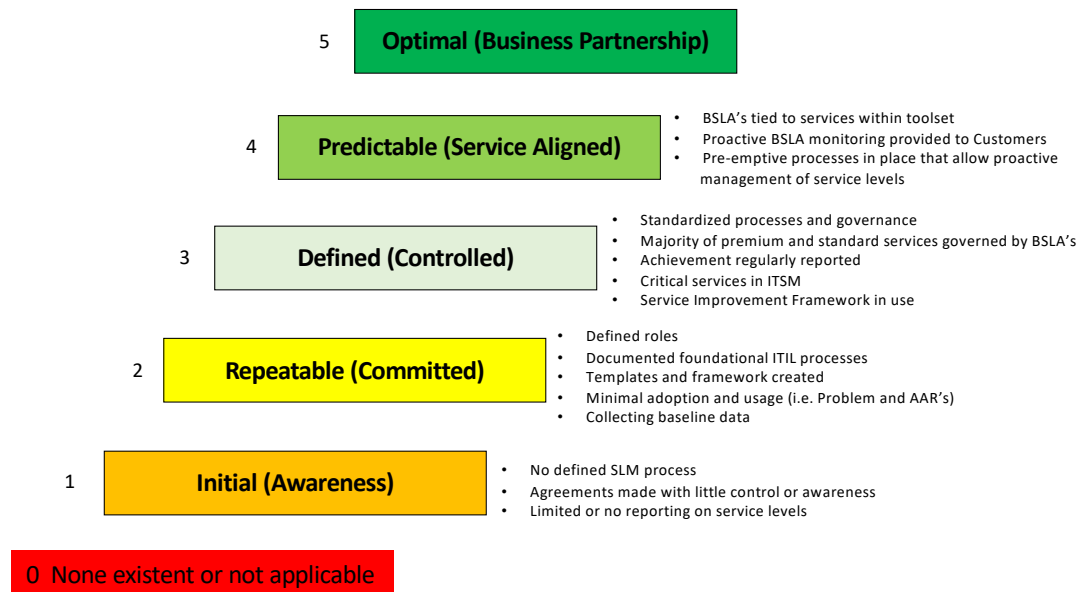 5 Optimal (Business Partnership)
4 Predictable (Service Aligned)
• BSLA's tied to services within toolset
• Proactive BSLA monitoring provided to Customers
• Pre-emptive processes in place that allow proactive
management of service levels
3 Defined (Controlled)
• Standardized processes and governance
• Majority of premium and standard services governed by BSLA's
• Achievement regularly reported
• Critical services in ITSM
• Service Improvement Framework in use
2 Repeatable (Committed)
• Defined roles
• Documented foundational ITIL processes
• Templates and framework created
• Minimal adoption and usage (i.e. Problem and AAR's)
• Collecting baseline data
1 Initial (Awareness)
• No defined SLM process
• Agreements made with little control or awareness
• Limited or no reporting on service levels
0 None existent or not applicable